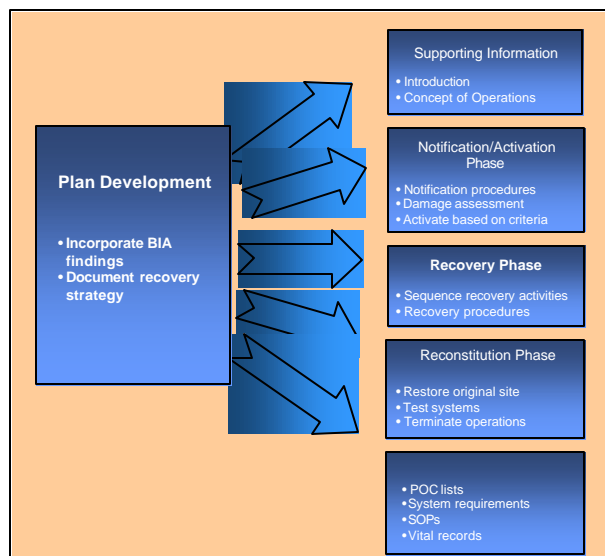 Plan Development
• Incorporate BIA
findings
• Document recovery
strategy
Supporting Information
• Introduction
• Concept of Operations
Notification/Activation
Phase
• Notification procedures
• Damage assessment
• Activate based on criteria
Recovery Phase
• Sequence recovery activities
• Recovery procedures
Reconstitution Phase
• Restore original site
• Test systems
• Terminate operations
• POC lists
• System requirements
• SOPs
• Vital records